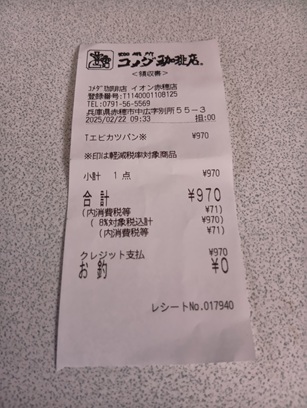 珈琲所
コメダ珈琲店
<領収書>
コメダ珈琲店 イオン赤穂店
登録番号:T1140001108125
TEL:0791-56-5569
兵庫県赤穂市中広字別所55-3
2025/02/22 09:33 担:00
Tエビカツパン※ ¥970
※印は軽減税率対象商品
小計 1点 ¥970
合計 ¥970
(内消費税等 ¥71)
( 8%対象税込計 ¥970)
(内消費税等 ¥71)
クレジット支払 ¥970
お釣 ¥0
レシートNo.017940